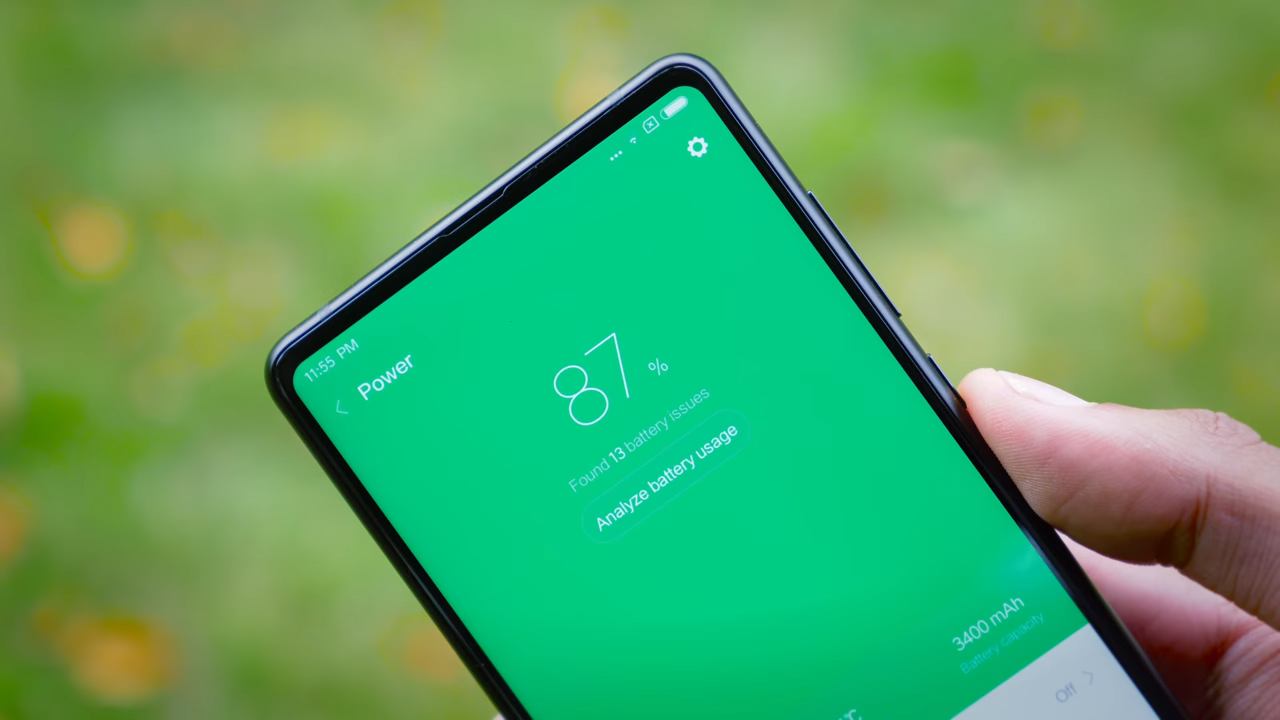 11:55 PM
Power
87 %
Found 13 battery issues
Analyze battery usage
3400 mAh
Battery capacity
Off